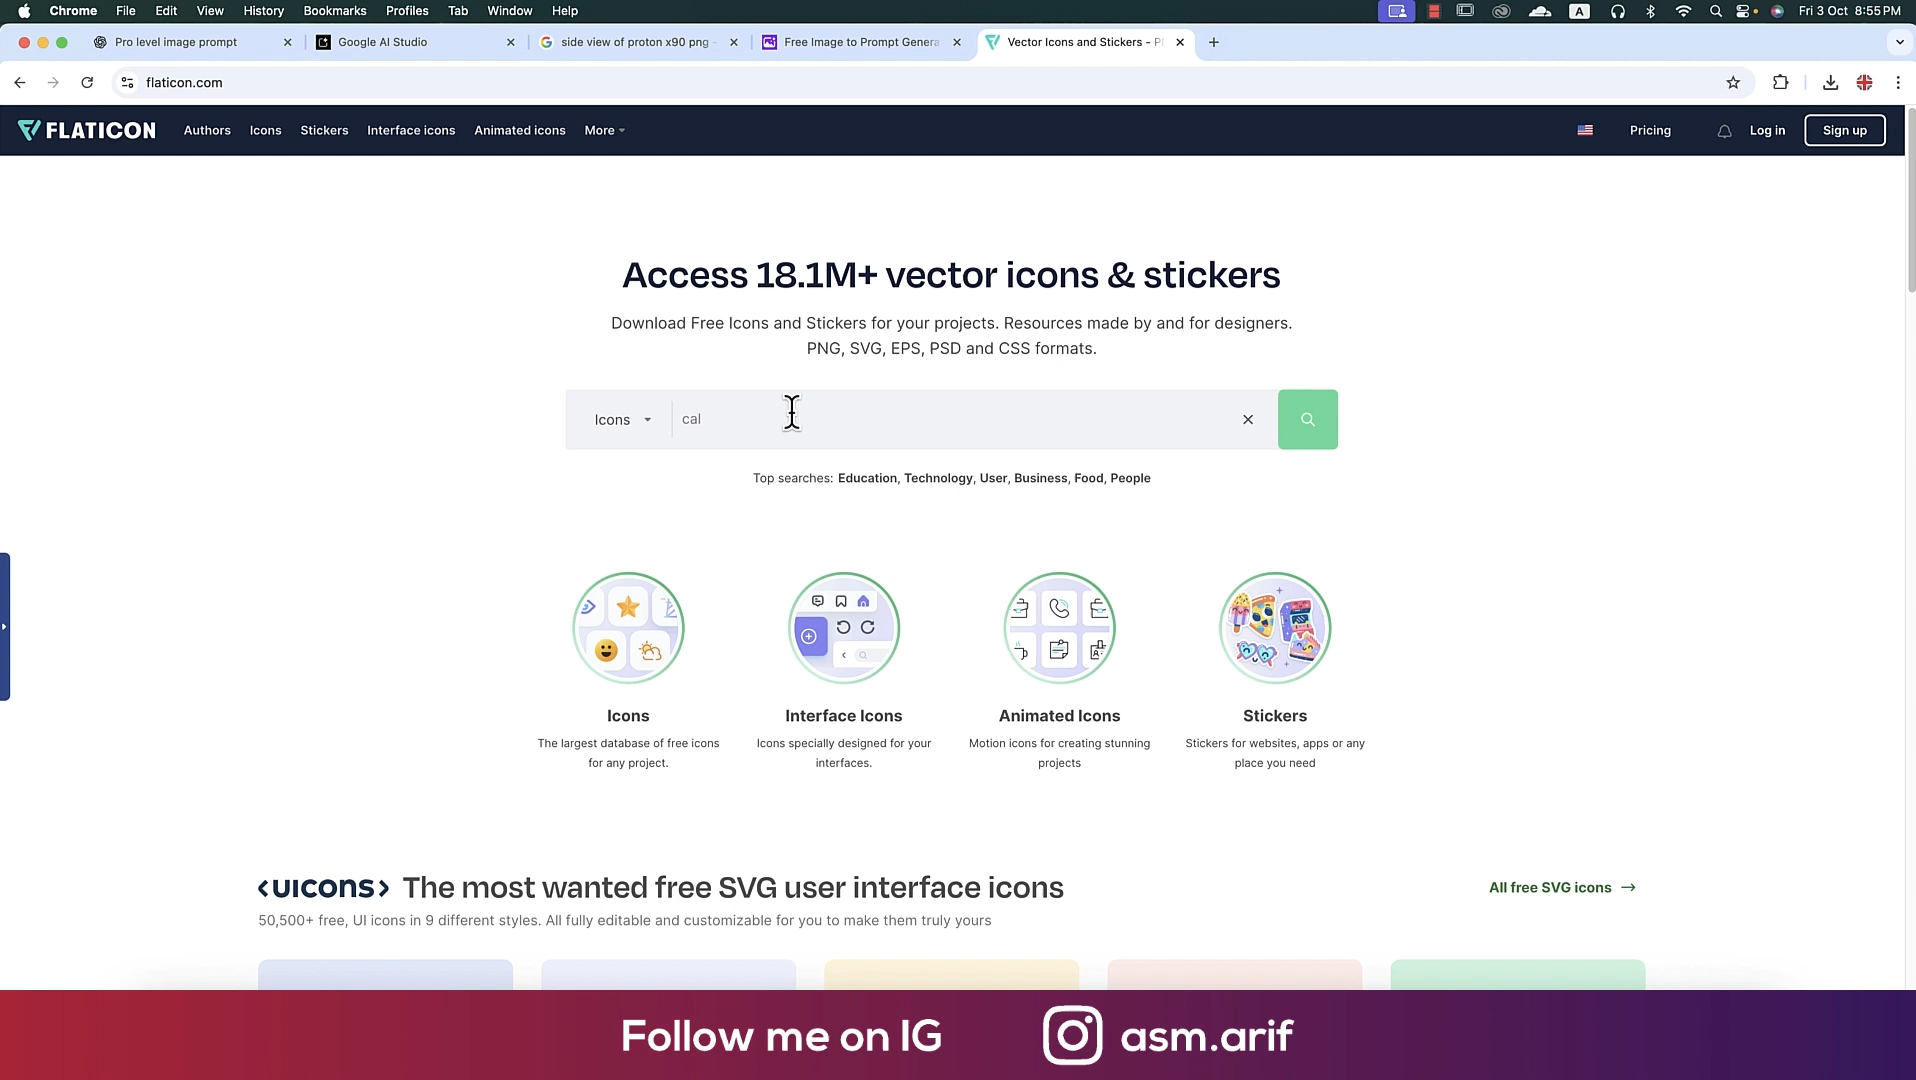 Chrome File Edit View History Bookmarks Profiles Tab Window Help A Fri 3 Oct 8:55PM
Pro level image prompt Google AI Studio side view of proton x90 png - Free Image to Prompt Genera Vector Icons and Stickers - P
flaticon.com
FLATICON Authors Icons Stickers Interface icons Animated icons More Pricing Log in Sign up
Access 18.1M+ vector icons & stickers
Download Free Icons and Stickers for your projects. Resources made by and for designers.
PNG, SVG, EPS, PSD and CSS formats.
Icons cal
Top searches: Education, Technology, User, Business, Food, People
Icons Interface Icons Animated Icons Stickers
The largest database of free icons Icons specially designed for your Motion icons for creating stunning Stickers for websites, apps or any
for any project. interfaces. projects place you need
<UICONS> The most wanted free SVG user interface icons All free SVG icons →
50,500+ free, UI icons in 9 different styles. All fully editable and customizable for you to make them truly yours
Follow me on IG asm.arif